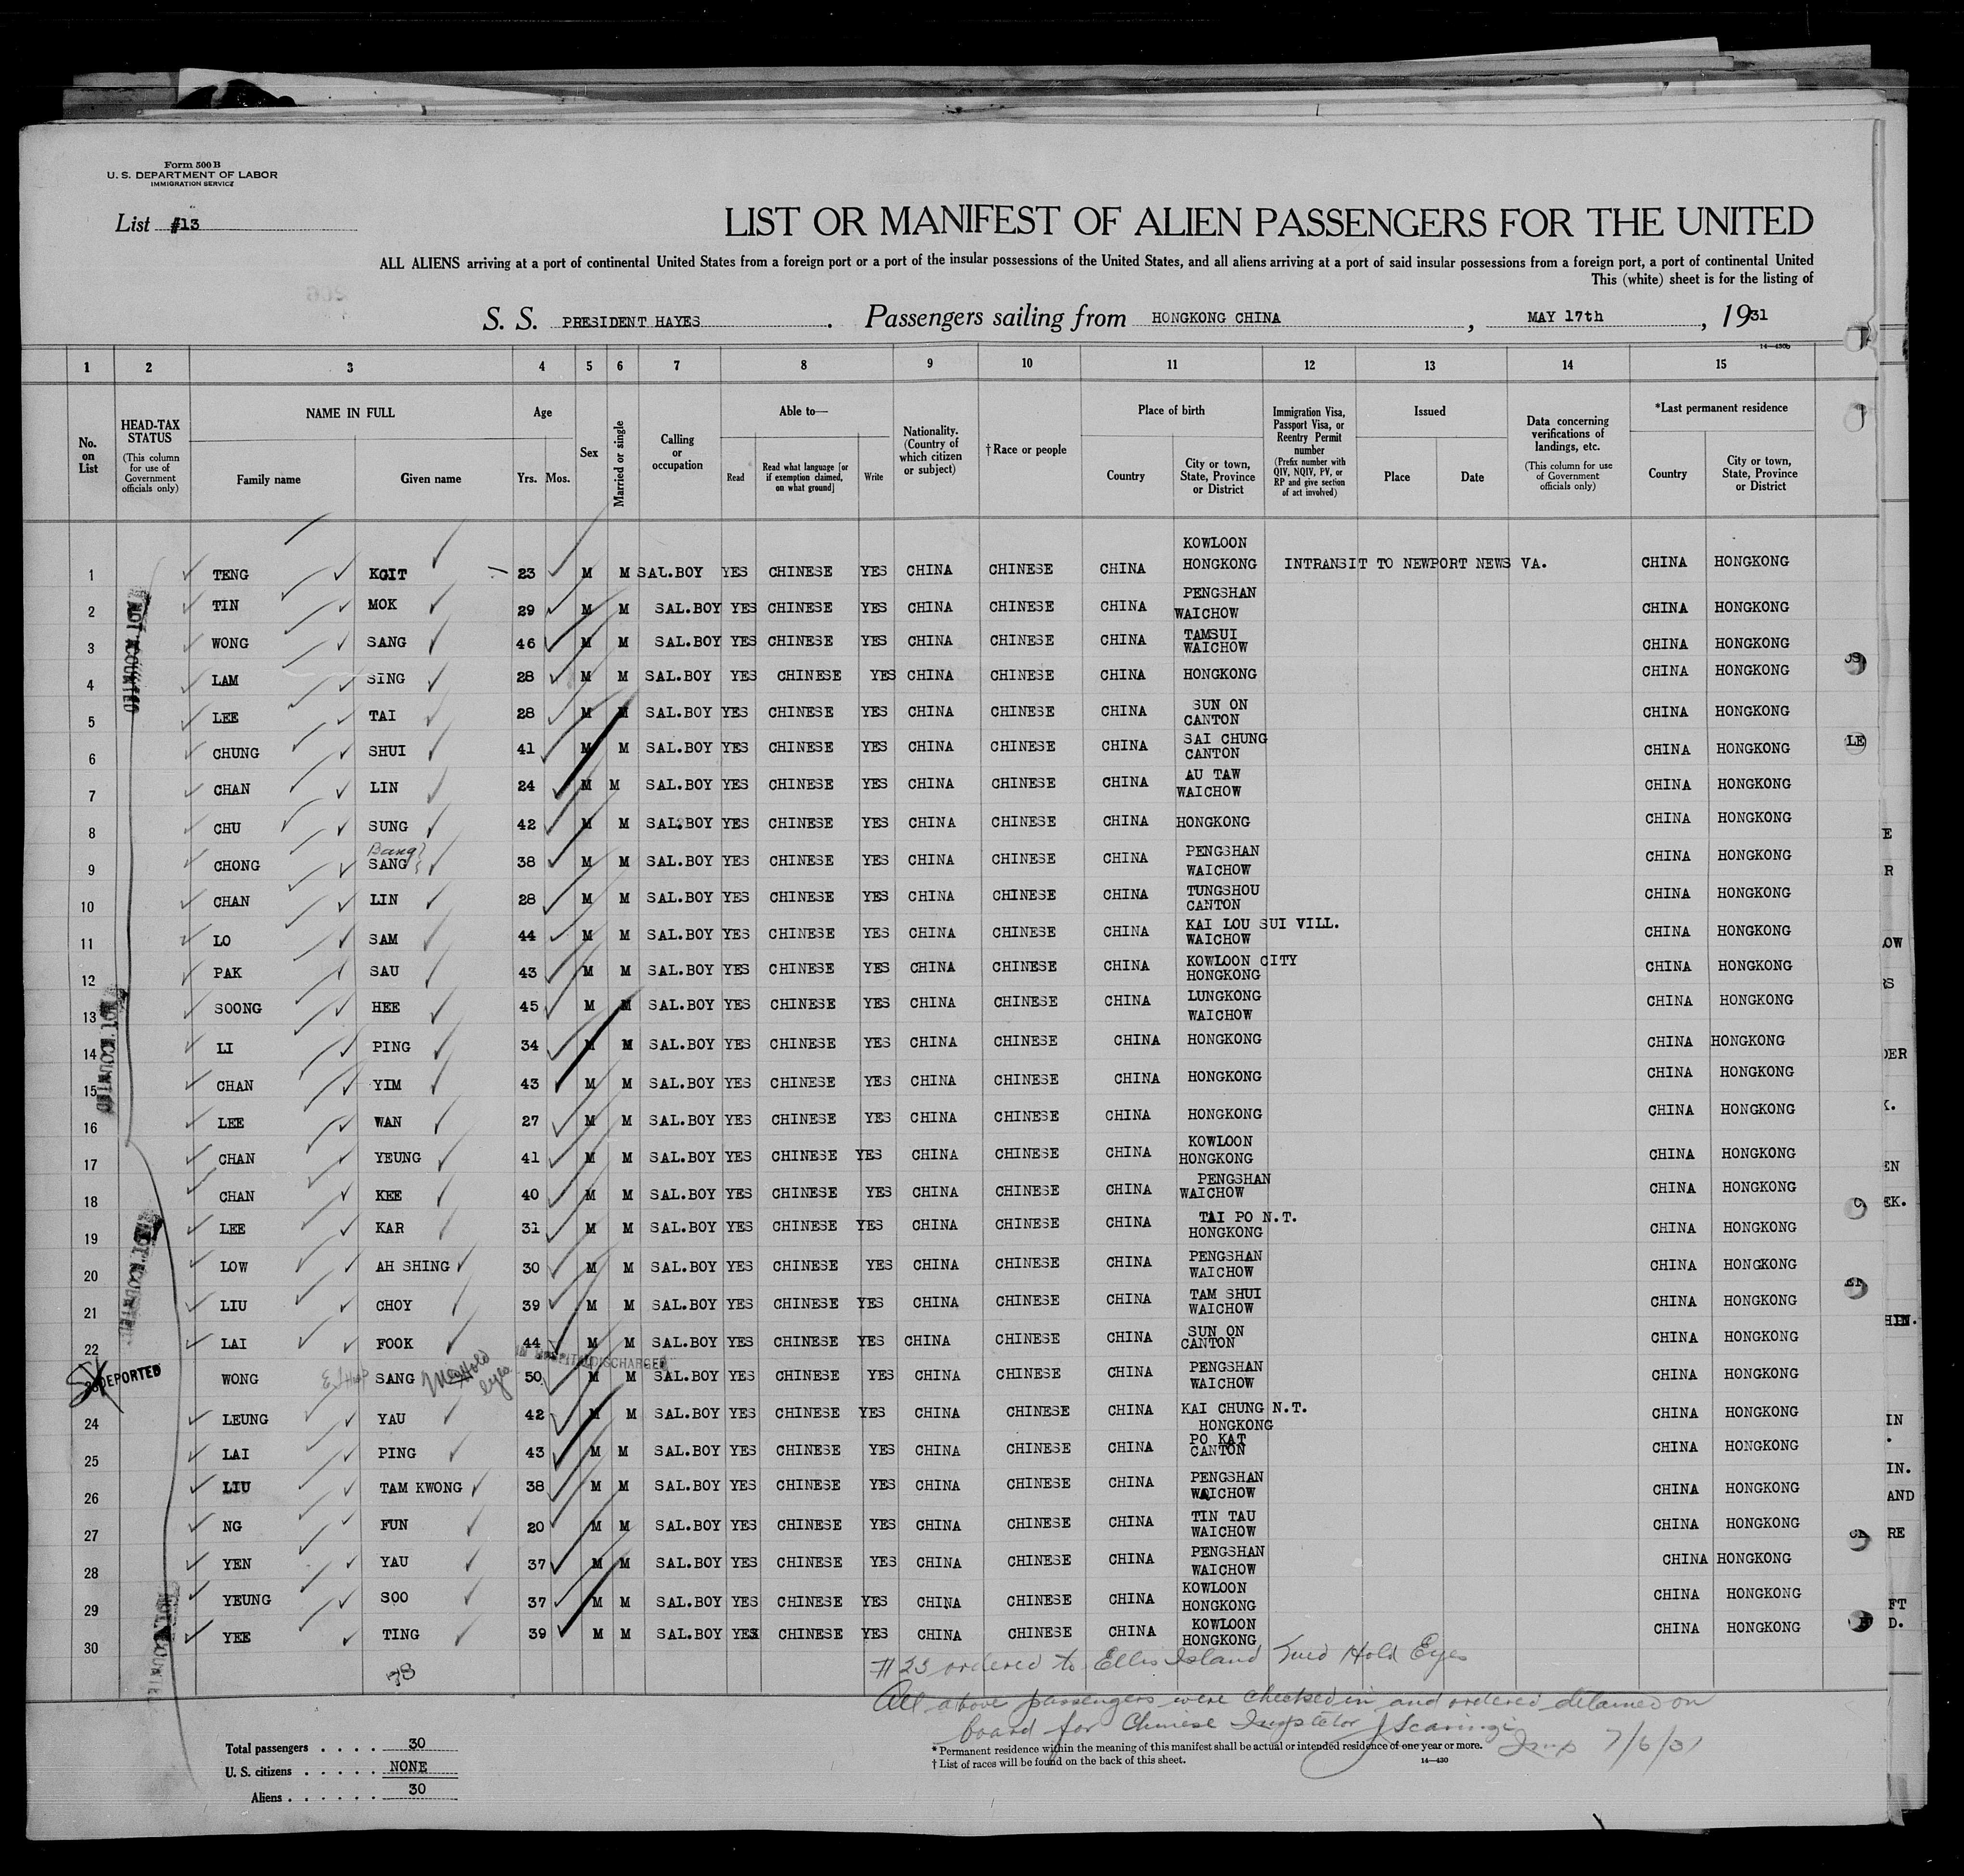 Form 500 B
U. S. DEPARTMENT OF LABOR
IMMIGRATION SERVICE
List #13
LIST OR MANIFEST OF ALIEN PASSENGERS FOR THE UNITED
ALL ALIENS arriving at a port of continental United States from a foreign port or a port of the insular possessions of the United States, and all aliens arriving at a port of said insular possessions from a foreign port, a port of continental United
This (white) sheet is for the listing of
S. S. PRESIDENT HAYES. Passengers sailing from HONGKONG CHINA, MAY 17th, 1931
14—430b
1 2 3 4 5 6 7 8 9 10 11 12 13 14 15
No. on List
HEAD-TAX STATUS (This column for use of Government officials only)
NAME IN FULL Family name Given name
Age Yrs. Mos.
Sex
Married or single
Calling or occupation
Able to— Read Read what language [or if exemption claimed, on what ground] Write
Nationality. (Country of which citizen or subject)
†Race or people
Place of birth Country City or town, State, Province or District
Immigration Visa, Passport Visa, or Reentry Permit number (Prefix number with QIV, NQIV, PV, or RP and give section of act involved)
Issued Place Date
Data concerning verifications of landings, etc. (This column for use of Government officials only)
*Last permanent residence Country City or town, State, Province or District
1 TENG KOIT 23 M M SAL.BOY YES CHINESE YES CHINA CHINESE CHINA KOWLOON HONGKONG INTRANSIT TO NEWPORT NEWS VA. CHINA HONGKONG
2 TIN MOK 29 M M SAL.BOY YES CHINESE YES CHINA CHINESE CHINA PENGSHAN WAICHOW CHINA HONGKONG
3 WONG SANG 46 M M SAL.BOY YES CHINESE YES CHINA CHINESE CHINA TAMSUI WAICHOW CHINA HONGKONG
4 LAM SING 28 M M SAL.BOY YES CHINESE YES CHINA CHINESE CHINA HONGKONG CHINA HONGKONG
5 LEE TAI 28 M M SAL.BOY YES CHINESE YES CHINA CHINESE CHINA SUN ON CANTON CHINA HONGKONG
6 CHUNG SHUI 41 M M SAL.BOY YES CHINESE YES CHINA CHINESE CHINA SAI CHUNG CANTON CHINA HONGKONG
7 CHAN LIN 24 M M SAL.BOY YES CHINESE YES CHINA CHINESE CHINA AU TAW WAICHOW CHINA HONGKONG
8 CHU SUNG 42 M M SAL.BOY YES CHINESE YES CHINA CHINESE CHINA HONGKONG CHINA HONGKONG
9 CHONG Bang SANG 38 M M SAL.BOY YES CHINESE YES CHINA CHINESE CHINA PENGSHAN WAICHOW CHINA HONGKONG
10 CHAN LIN 28 M M SAL.BOY YES CHINESE YES CHINA CHINESE CHINA TUNGSHOU CANTON CHINA HONGKONG
11 LO SAM 44 M M SAL.BOY YES CHINESE YES CHINA CHINESE CHINA KAI LOU SUI VILL. WAICHOW CHINA HONGKONG
12 PAK SAU 43 M M SAL.BOY YES CHINESE YES CHINA CHINESE CHINA KOWLOON CITY HONGKONG CHINA HONGKONG
13 SOONG HEE 45 M M SAL.BOY YES CHINESE YES CHINA CHINESE CHINA LUNGKONG WAICHOW CHINA HONGKONG
14 LI PING 34 M M SAL.BOY YES CHINESE YES CHINA CHINESE CHINA HONGKONG CHINA HONGKONG
15 CHAN YIM 43 M M SAL.BOY YES CHINESE YES CHINA CHINESE CHINA HONGKONG CHINA HONGKONG
16 LEE WAN 27 M M SAL.BOY YES CHINESE YES CHINA CHINESE CHINA HONGKONG CHINA HONGKONG
17 CHAN YEUNG 41 M M SAL.BOY YES CHINESE YES CHINA CHINESE CHINA KOWLOON HONGKONG CHINA HONGKONG
18 CHAN KEE 40 M M SAL.BOY YES CHINESE YES CHINA CHINESE CHINA PENGSHAN WAICHOW CHINA HONGKONG
19 LEE KAR 31 M M SAL.BOY YES CHINESE YES CHINA CHINESE CHINA TAI PO N.T. HONGKONG CHINA HONGKONG
20 LOW AH SHING 30 M M SAL.BOY YES CHINESE YES CHINA CHINESE CHINA PENGSHAN WAICHOW CHINA HONGKONG
21 LIU CHOY 39 M M SAL.BOY YES CHINESE YES CHINA CHINESE CHINA TAM SHUI WAICHOW CHINA HONGKONG
22 LAI FOOK 44 M M SAL.BOY YES CHINESE YES CHINA CHINESE CHINA SUN ON CANTON CHINA HONGKONG
DEPORTED WONG SANG Med Hold eyes HOSPITAL DISCHARGED 50 M M SAL.BOY YES CHINESE YES CHINA CHINESE CHINA PENGSHAN WAICHOW CHINA HONGKONG
24 LEUNG YAU 42 M M SAL.BOY YES CHINESE YES CHINA CHINESE CHINA KAI CHUNG N.T. HONGKONG CHINA HONGKONG
25 LAI PING 43 M M SAL.BOY YES CHINESE YES CHINA CHINESE CHINA PO KAT CANTON CHINA HONGKONG
26 LIU TAM KWONG 38 M M SAL.BOY YES CHINESE YES CHINA CHINESE CHINA PENGSHAN WAICHOW CHINA HONGKONG
27 NG FUN 20 M M SAL.BOY YES CHINESE YES CHINA CHINESE CHINA TIN TAU WAICHOW CHINA HONGKONG
28 YEN YAU 37 M M SAL.BOY YES CHINESE YES CHINA CHINESE CHINA PENGSHAN WAICHOW CHINA HONGKONG
29 YEUNG SOO 37 M M SAL.BOY YES CHINESE YES CHINA CHINESE CHINA KOWLOON HONGKONG CHINA HONGKONG
30 YEE TING 39 M M SAL.BOY YES CHINESE YES CHINA CHINESE CHINA KOWLOON HONGKONG CHINA HONGKONG
NOT COUNTED
NOT COUNTED
NOT COUNTED
NOT COUNTED
#23 ordered to Ellis Island Hold Eyes
All above passengers were checked in and ordered detained on
board for Chinese Inspector J Scaringi
Insp 7/6/31
Total passengers . . . . 30
U. S. citizens . . . . . NONE
Aliens . . . . . . 30
* Permanent residence within the meaning of this manifest shall be actual or intended residence of one year or more.
† List of races will be found on the back of this sheet.
14—430